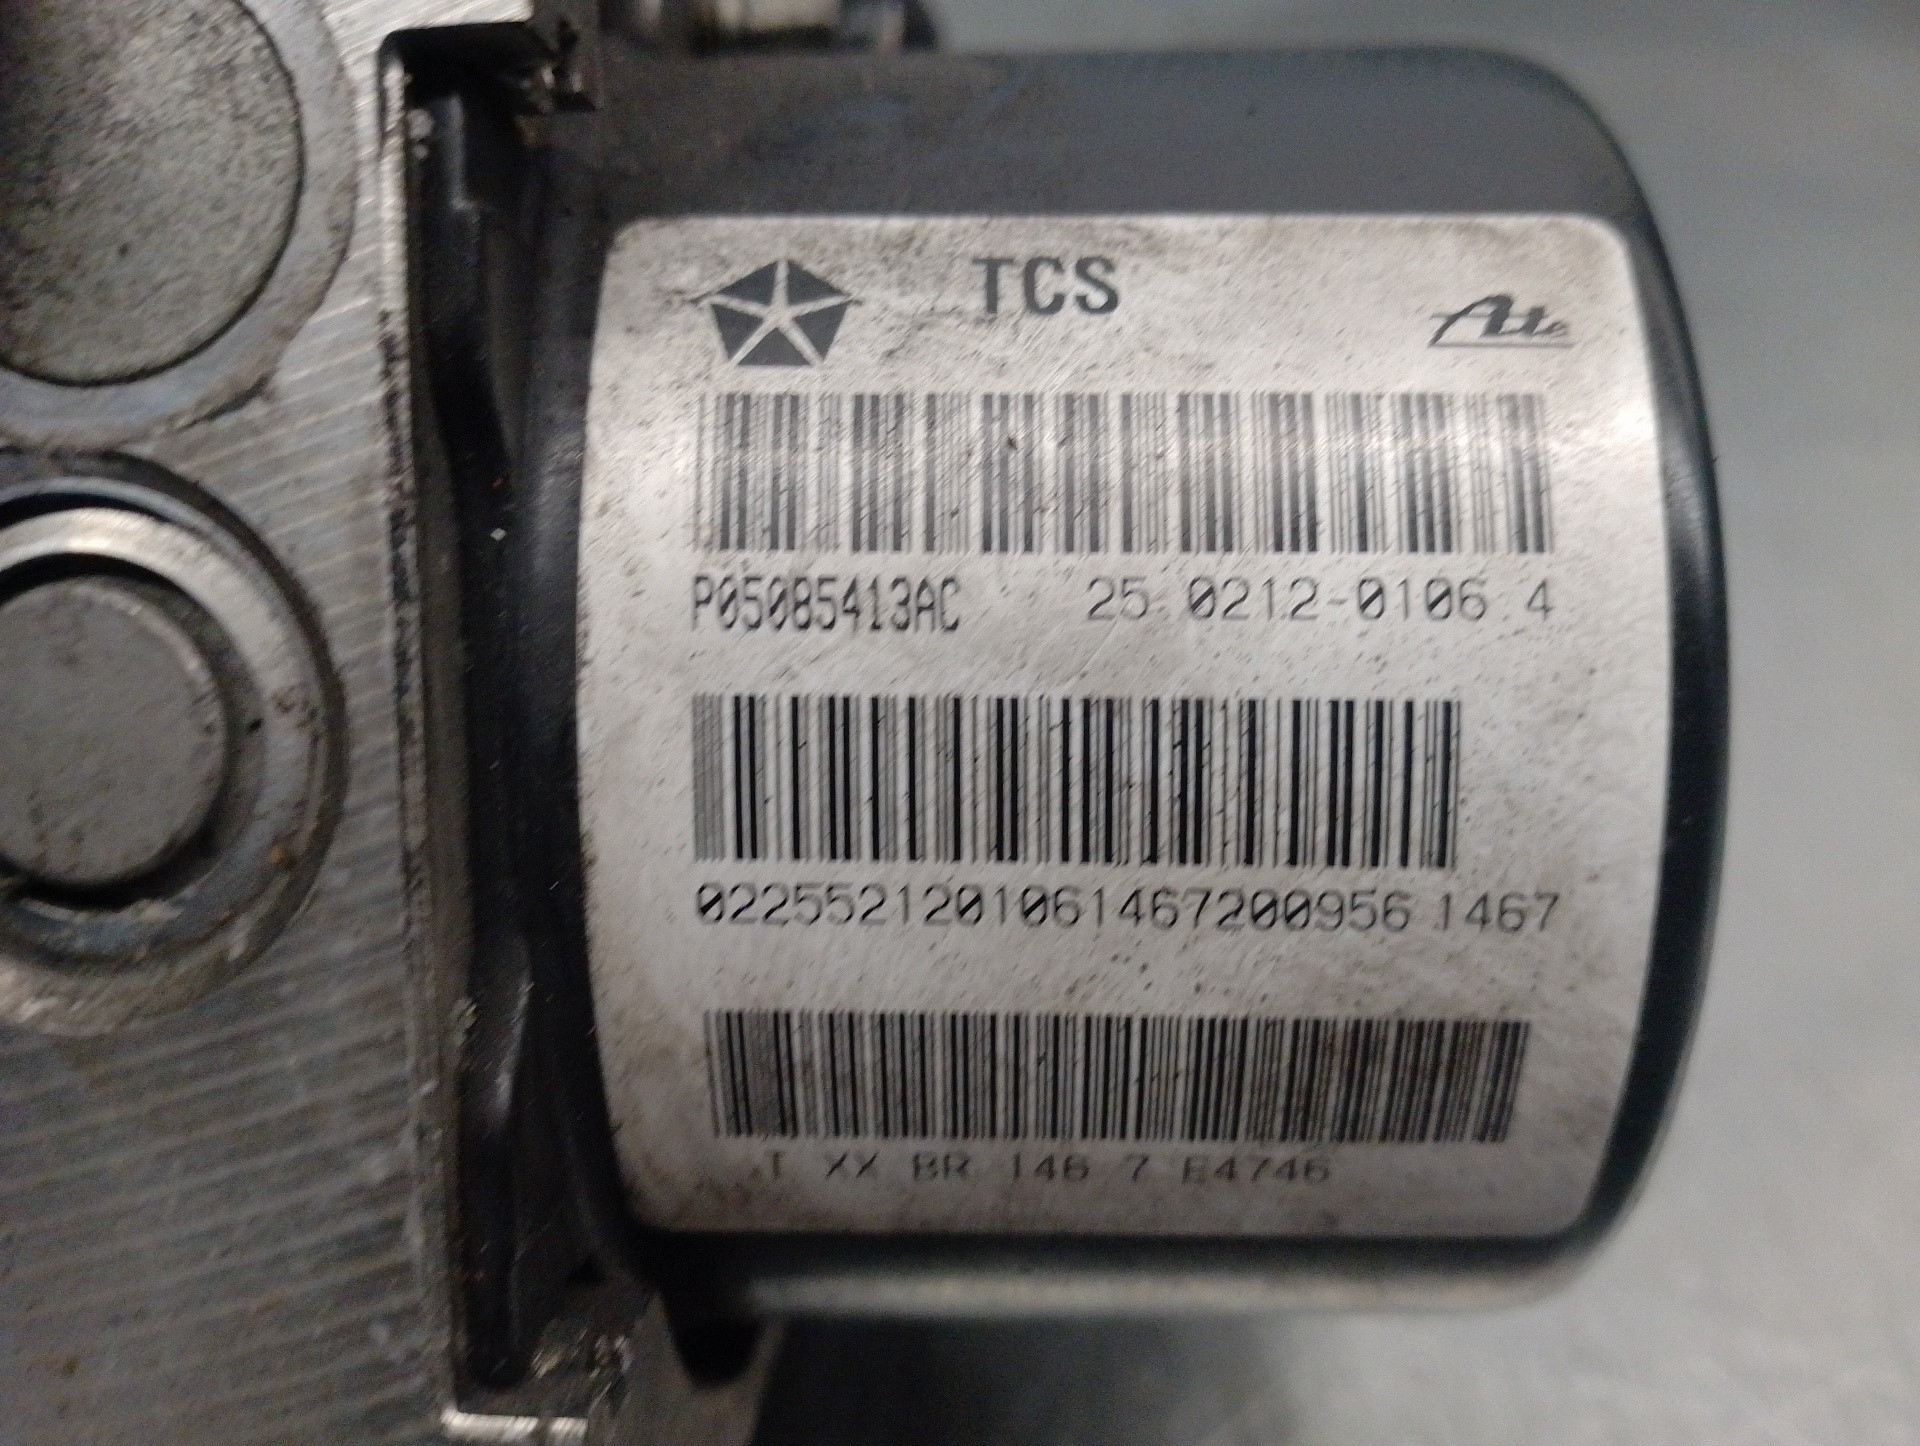 TCS
Ate
P05085413AC 25.0212-0106.4
02255212010614672009561467
T XX BR 146 7 E4746